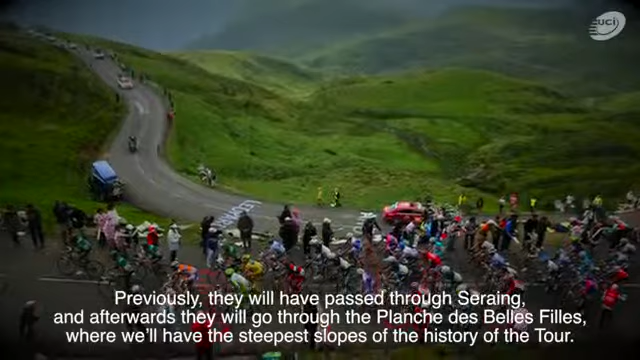 UCI
Previously, they will have passed through Seraing,
and afterwards they will go through the Planche des Belles Filles,
where we'll have the steepest slopes of the history of the Tour.